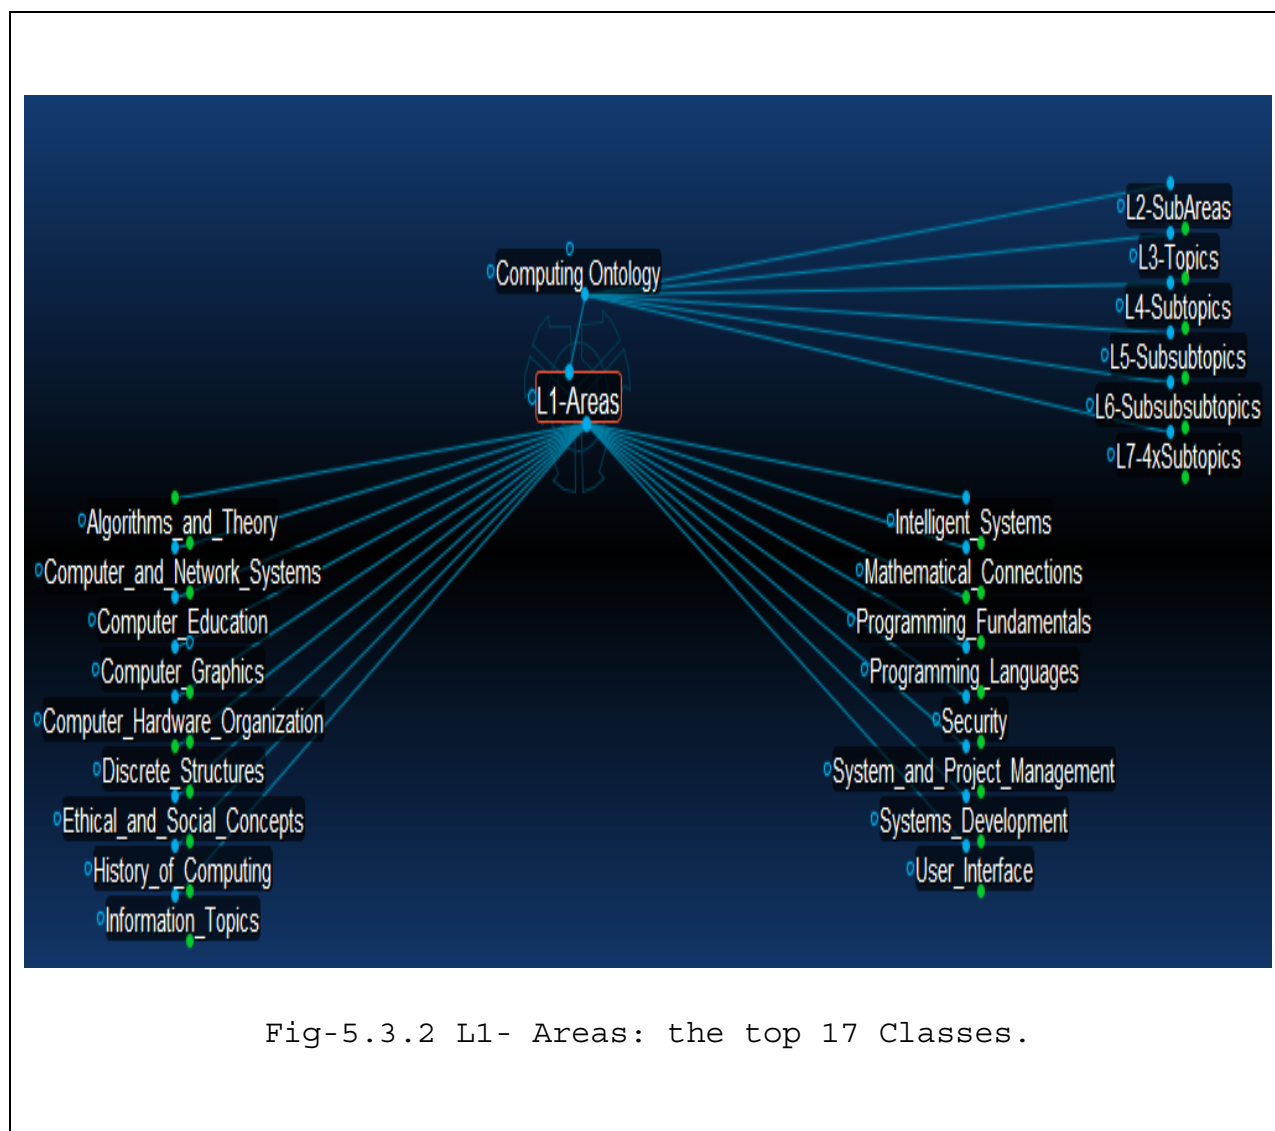 Computing Ontology
L1-Areas
L2-SubAreas
L3-Topics
L4-Subtopics
L5-Subsubtopics
L6-Subsubsubtopics
L7-4xSubtopics
Algorithms_and_Theory
Computer_and_Network_Systems
Computer_Education
Computer_Graphics
Computer_Hardware_Organization
Discrete_Structures
Ethical_and_Social_Concepts
History_of_Computing
Information_Topics
Intelligent_Systems
Mathematical_Connections
Programming_Fundamentals
Programming_Languages
Security
System_and_Project_Management
Systems_Development
User_Interface
Fig-5.3.2 L1- Areas: the top 17 Classes.